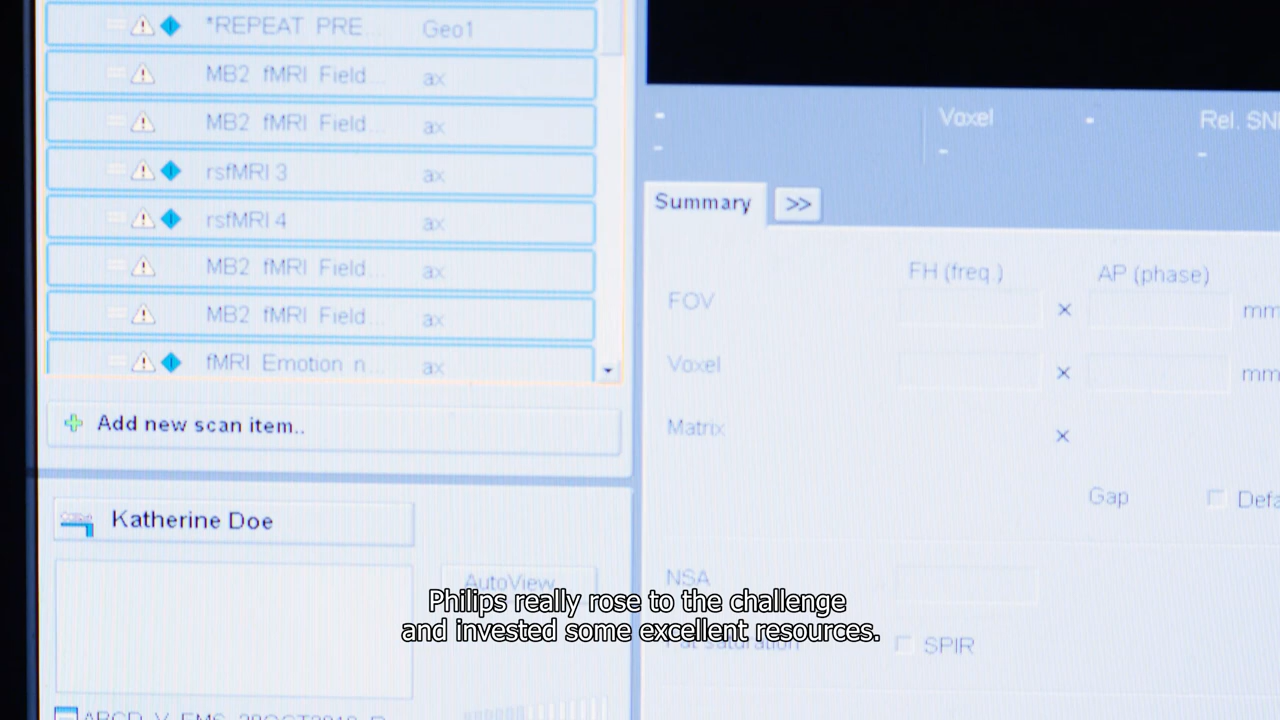 *REPEAT PRE... Geo1
MB2 fMRI Field... ax
MB2 fMRI Field... ax
rsfMRI 3 ax
rsfMRI 4 ax
MB2 fMRI Field... ax
MB2 fMRI Field... ax
fMRI Emotion n... ax
Add new scan item..
Katherine Doe
AutoView
- Voxel - Rel. SN
- - -
Summary >>
FH (freq.) AP (phase)
FOV × mm
Voxel × mm
Matrix ×
Gap Defa
NSA
SPIR
Philips really rose to the challenge
and invested some excellent resources.